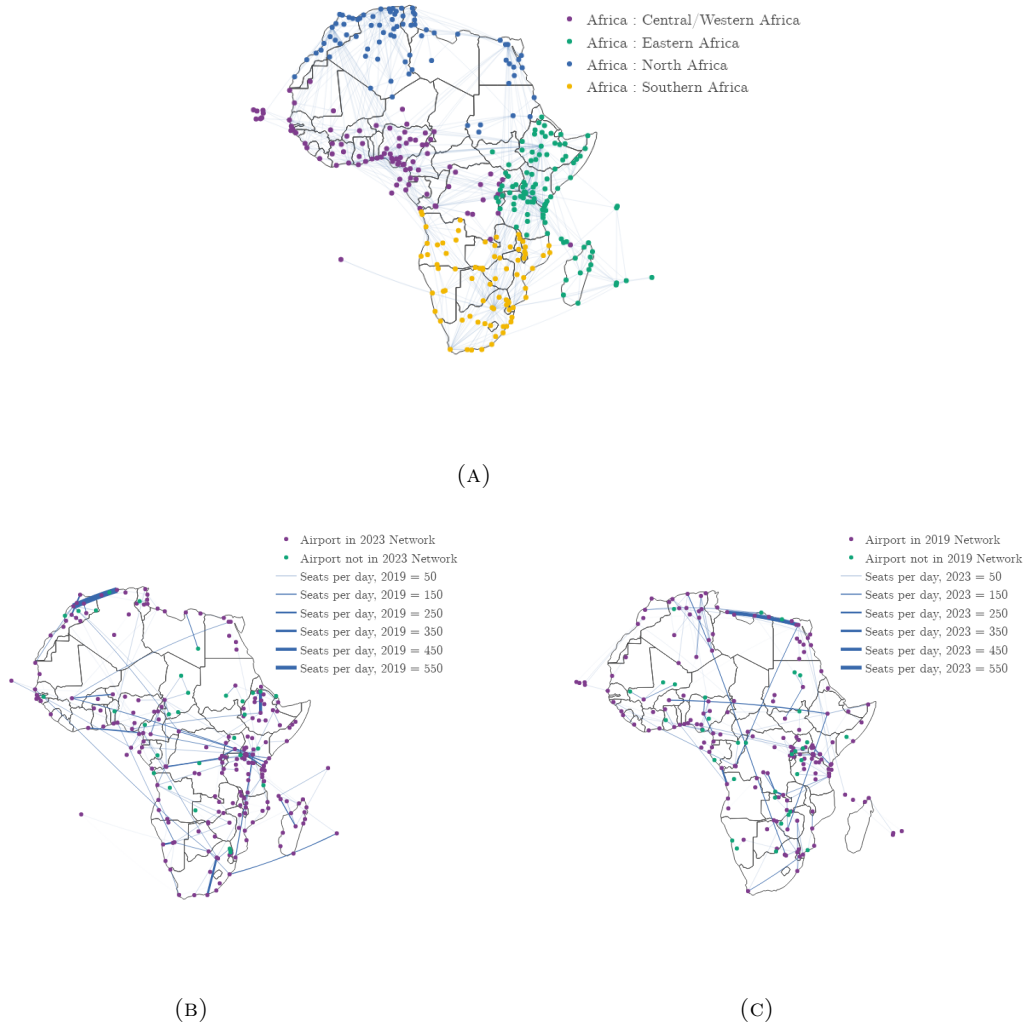 Africa : Central/Western Africa
Africa : Eastern Africa
Africa : North Africa
Africa : Southern Africa
(A)
Airport in 2023 Network
Airport not in 2023 Network
Seats per day, 2019 = 50
Seats per day, 2019 = 150
Seats per day, 2019 = 250
Seats per day, 2019 = 350
Seats per day, 2019 = 450
Seats per day, 2019 = 550
(B)
Airport in 2019 Network
Airport not in 2019 Network
Seats per day, 2023 = 50
Seats per day, 2023 = 150
Seats per day, 2023 = 250
Seats per day, 2023 = 350
Seats per day, 2023 = 450
Seats per day, 2023 = 550
(C)